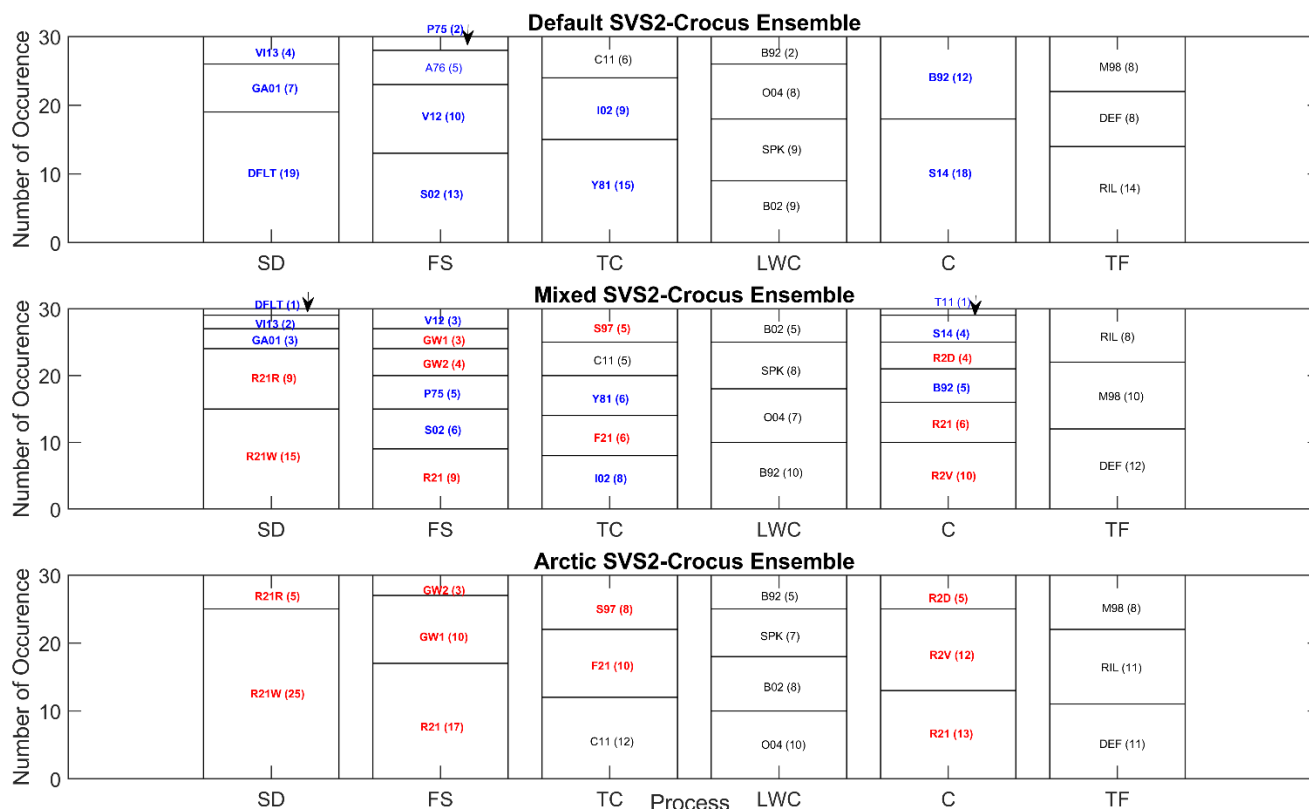 Default SVS2-Crocus Ensemble
P75 (2)
30
20
10
0
Number of Occurence
VI13 (4)
GA01 (7)
DFLT (19)
A76 (5)
V12 (10)
S02 (13)
C11 (6)
I02 (9)
Y81 (15)
B92 (2)
O04 (8)
SPK (9)
B02 (9)
B92 (12)
S14 (18)
M98 (8)
DEF (8)
RIL (14)
SD FS TC LWC C TF
Mixed SVS2-Crocus Ensemble
30
20
10
0
Number of Occurence
DFLT (1)
VI13 (2)
GA01 (3)
R21R (9)
R21W (15)
V12 (3)
GW1 (3)
GW2 (4)
P75 (5)
S02 (6)
R21 (9)
S97 (5)
C11 (5)
Y81 (6)
F21 (6)
I02 (8)
B02 (5)
SPK (8)
O04 (7)
B92 (10)
T11 (1)
S14 (4)
R2D (4)
B92 (5)
R21 (6)
R2V (10)
RIL (8)
M98 (10)
DEF (12)
SD FS TC LWC C TF
Arctic SVS2-Crocus Ensemble
30
20
10
0
Number of Occurence
R21R (5)
R21W (25)
GW2 (3)
GW1 (10)
R21 (17)
S97 (8)
F21 (10)
C11 (12)
B92 (5)
SPK (7)
B02 (8)
O04 (10)
R2D (5)
R2V (12)
R21 (13)
M98 (8)
RIL (11)
DEF (11)
SD FS TC LWC C TF
Process